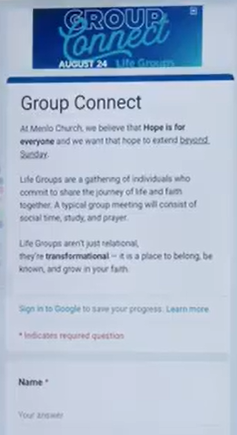 GROUP
Connect
AUGUST 24 Life Groups
Group Connect
At Menlo Church, we believe that Hope is for
everyone and we want that hope to extend beyond
Sunday.
Life Groups are a gathering of individuals who
commit to share the journey of life and faith
together. A typical group meeting will consist of
social time, study, and prayer.
Life Groups aren't just relational,
they're transformational – it is a place to belong, be
known, and grow in your faith.
Sign in to Google to save your progress. Learn more
* Indicates required question
Name *
Your answer